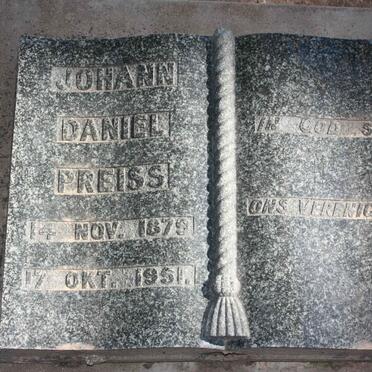 JOHANN
DANIEL
PREISS
14 NOV. 1879
17 OKT. 1951.
IN GOD S
ONS VERENIG